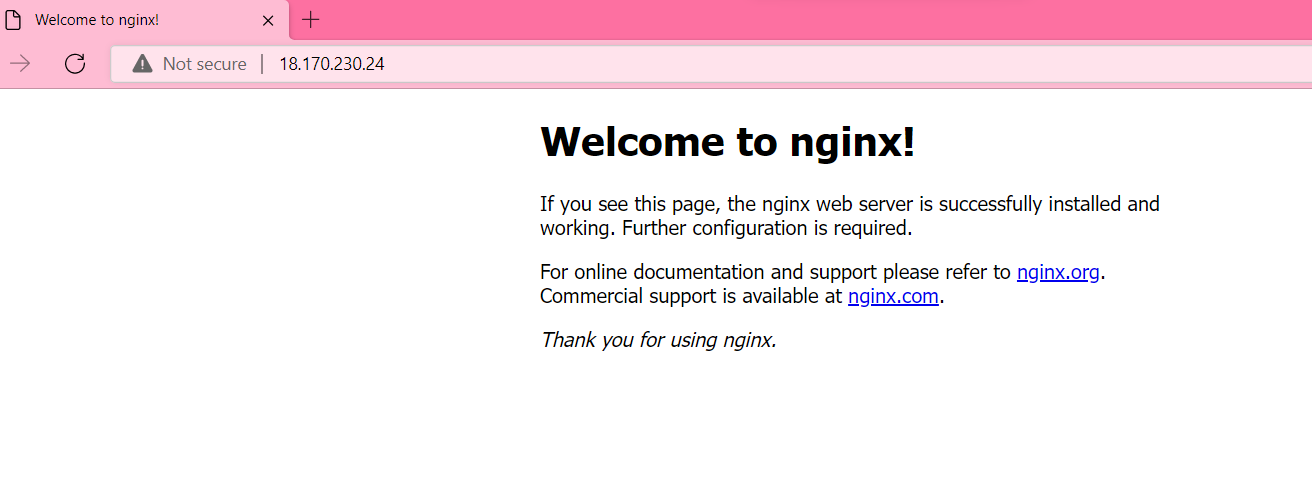 Welcome to nginx!
Not secure | 18.170.230.24
Welcome to nginx!
If you see this page, the nginx web server is successfully installed and
working. Further configuration is required.
For online documentation and support please refer to nginx.org.
Commercial support is available at nginx.com.
Thank you for using nginx.